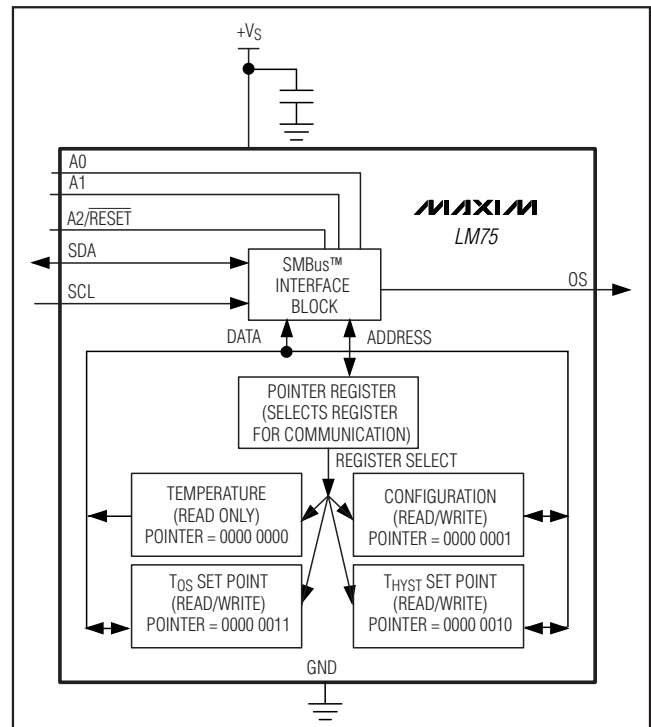 +VS
A0
A1
A2/RESET
SDA
SCL
MAXIM
LM75
SMBus™
INTERFACE
BLOCK
OS
DATA
ADDRESS
POINTER REGISTER
(SELECTS REGISTER
FOR COMMUNICATION)
REGISTER SELECT
TEMPERATURE
(READ ONLY)
POINTER = 0000 0000
CONFIGURATION
(READ/WRITE)
POINTER = 0000 0001
TOS SET POINT
(READ/WRITE)
POINTER = 0000 0011
THYST SET POINT
(READ/WRITE)
POINTER = 0000 0010
GND